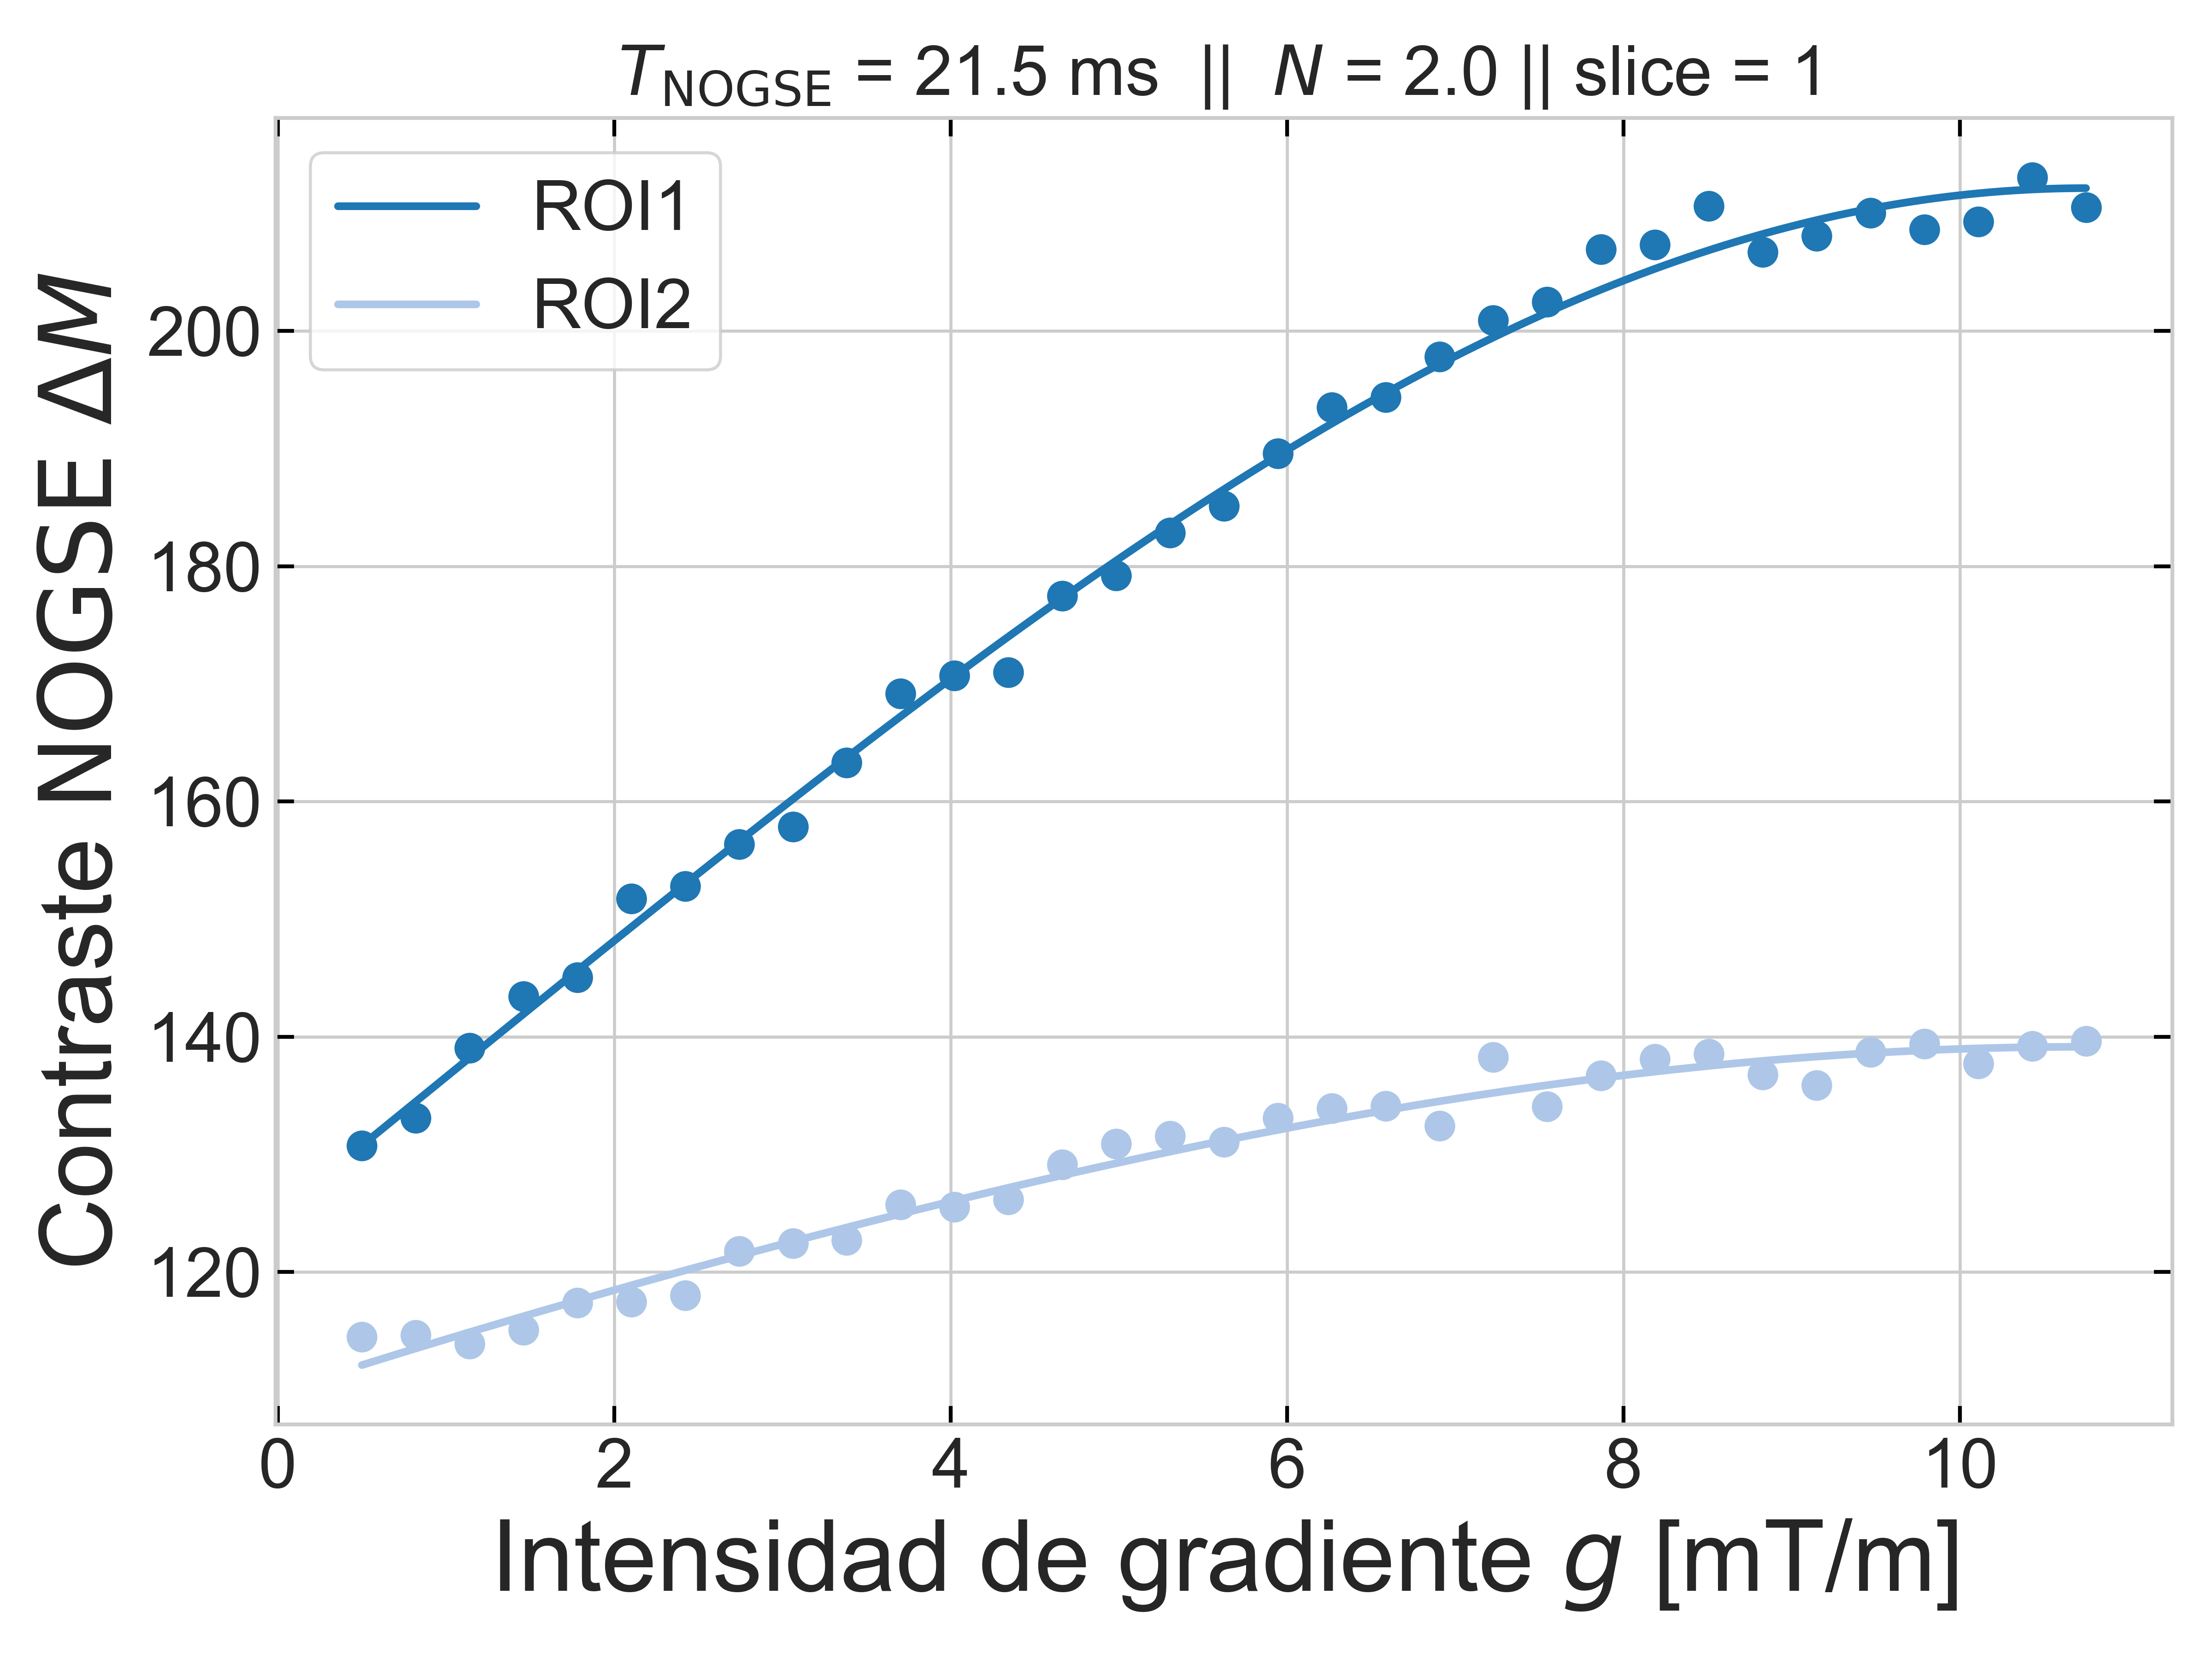 T_NOGSE = 21.5 ms || N = 2.0 || slice = 1
ROI1
ROI2
Contraste NOGSE ΔM
200
180
160
140
120
0 2 4 6 8 10
Intensidad de gradiente g [mT/m]